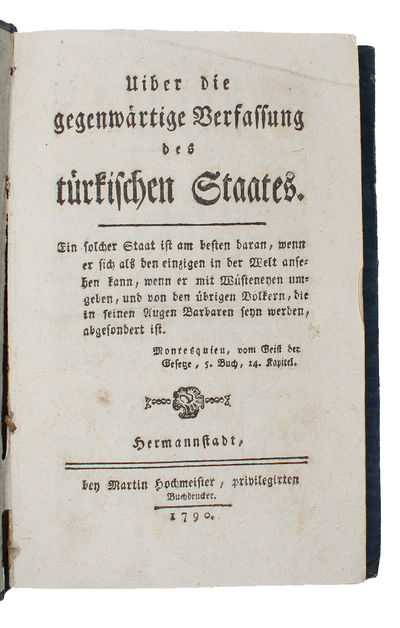 Uiber die
gegenwärtige Verfassung
des
türkischen Staates.
Ein solcher Staat ist am besten daran, wenn
er sich als den einzigen in der Welt anse-
hen kann, wenn er mit Wüsteneyen um-
geben, und von den übrigen Völkern, die
in seinen Augen Barbaren seyn werden,
abgesondert ist.
Montesquieu, vom Geist der
Gesetze, 5. Buch, 14. Kapitel.
Hermannstadt,
bey Martin Hochmeister, privilegirten
Buchdrucker.
1790.